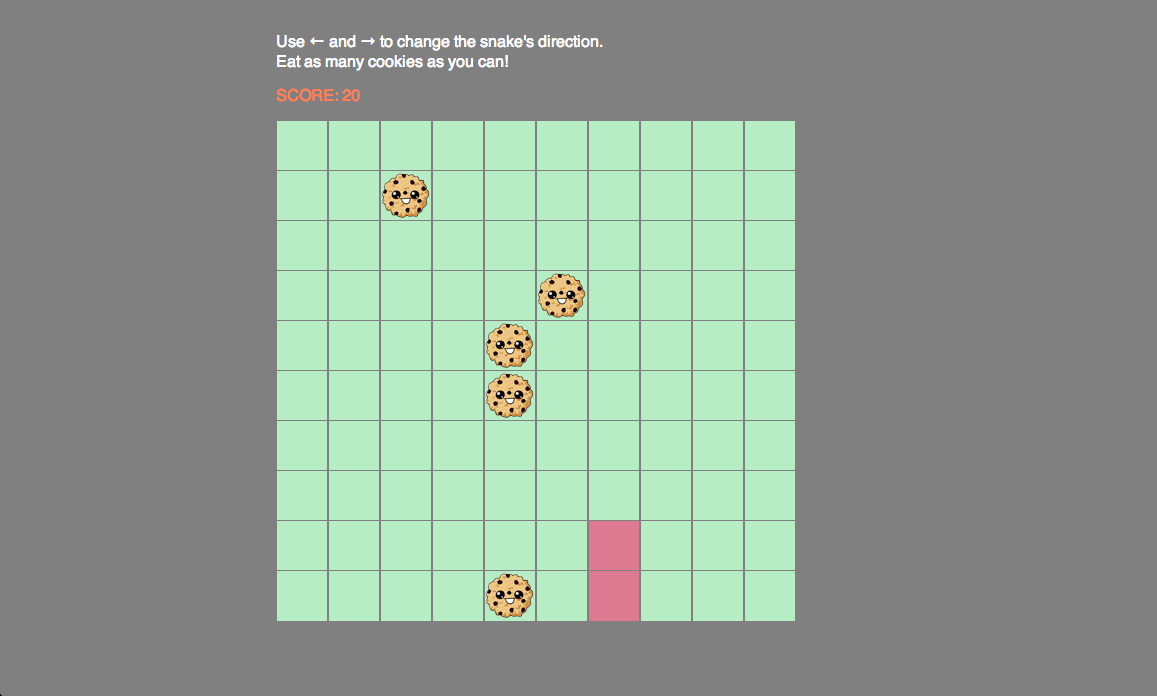 Use ← and → to change the snake's direction.
Eat as many cookies as you can!
SCORE: 20